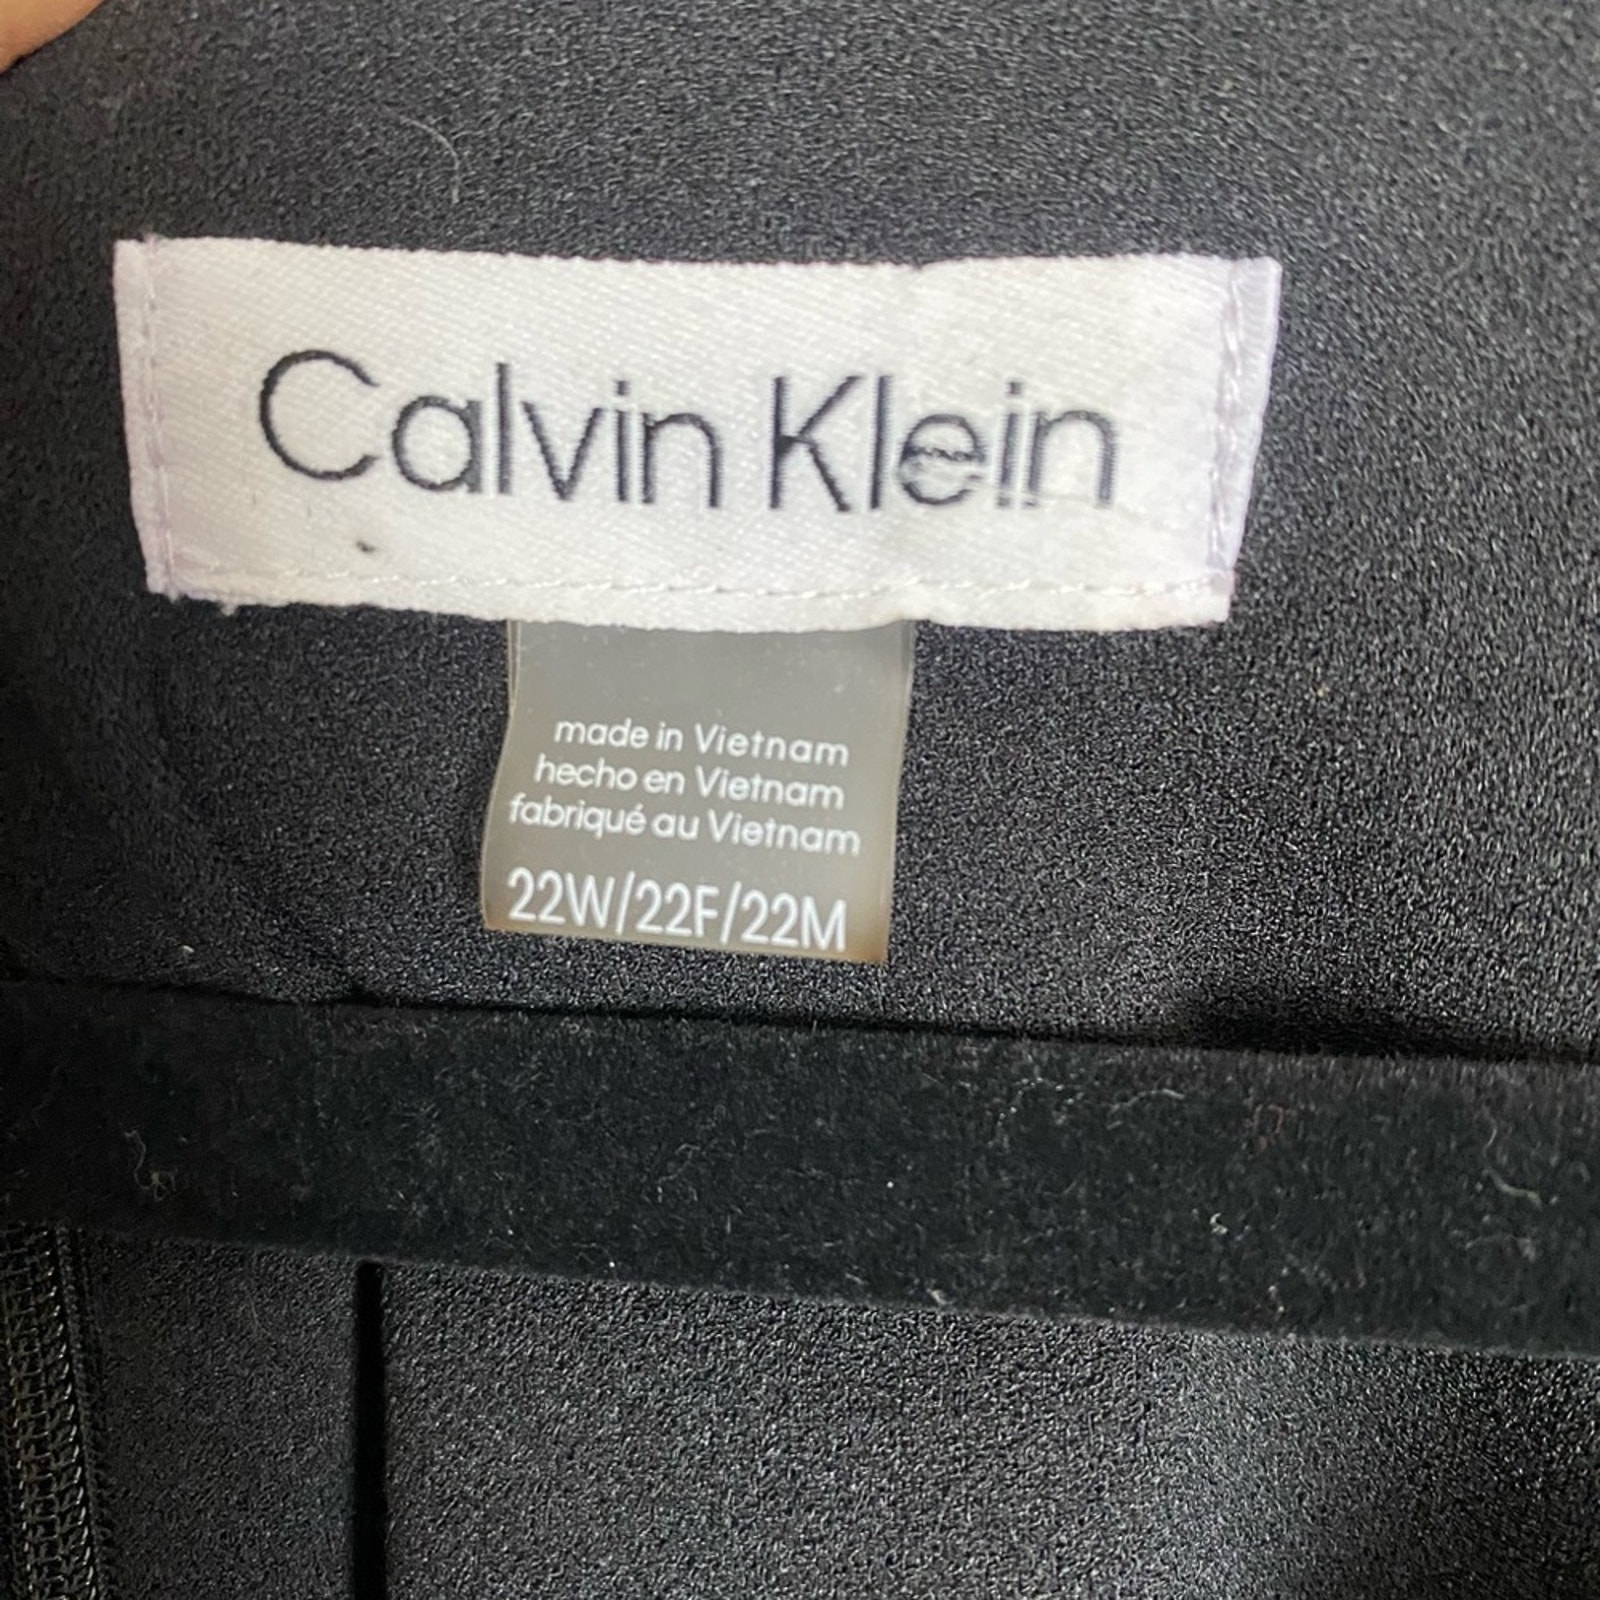 Calvin Klein
made in Vietnam
hecho en Vietnam
fabriqué au Vietnam
22W/22F/22M